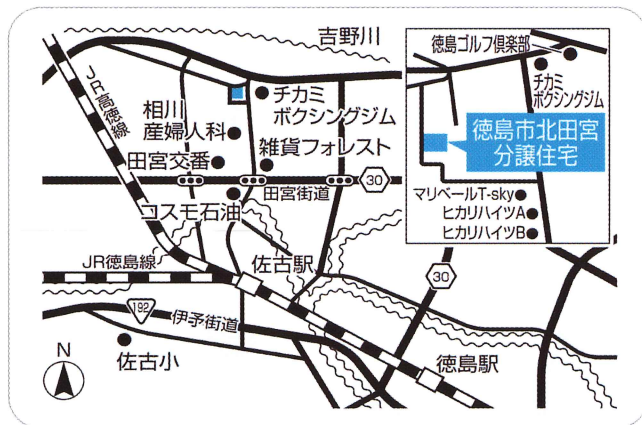 吉野川
JR高徳線
相川
産婦人科
チカミ
ボクシングジム
田宮交番
雑貨フォレスト
30
田宮街道
コスモ石油
JR徳島線
佐古駅
30
192
伊予街道
佐古小
徳島駅
N
徳島ゴルフ倶楽部
チカミ
ボクシングジム
徳島市北田宮
分譲住宅
マリベールT-sky
ヒカリハイツA
ヒカリハイツB